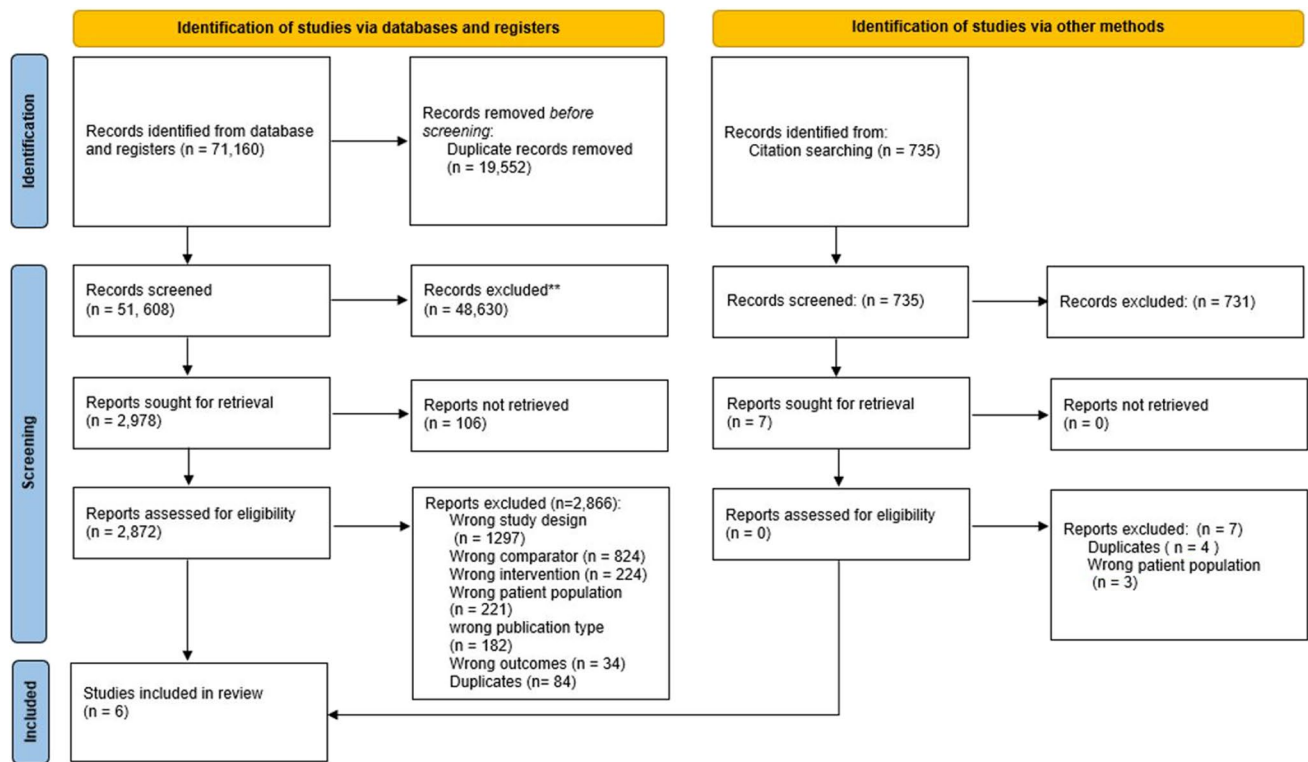 Identification of studies via databases and registers
Identification of studies via other methods
Identification
Records identified from database
and registers (n = 71,160)
Records removed before
screening:
Duplicate records removed
(n = 19,552)
Records identified from:
Citation searching (n = 735)
Screening
Records screened
(n = 51, 608)
Records excluded**
(n = 48,630)
Records screened: (n = 735)
Records excluded: (n = 731)
Reports sought for retrieval
(n = 2,978)
Reports not retrieved
(n = 106)
Reports sought for retrieval
(n = 7)
Reports not retrieved
(n = 0)
Reports assessed for eligibility
(n = 2,872)
Reports excluded (n=2,866):
Wrong study design
(n = 1297)
Wrong comparator (n = 824)
Wrong intervention (n = 224)
Wrong patient population
(n = 221)
wrong publication type
(n = 182)
Wrong outcomes (n = 34)
Duplicates (n= 84)
Reports assessed for eligibility
(n = 0)
Reports excluded: (n = 7)
Duplicates ( n = 4 )
Wrong patient population
(n = 3)
Included
Studies included in review
(n = 6)